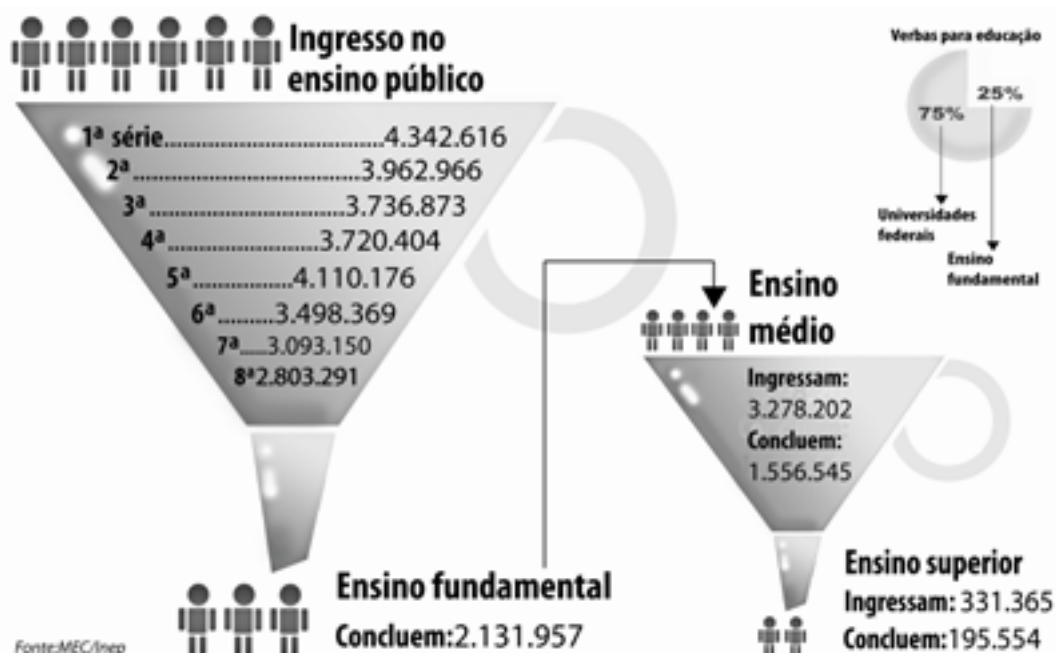 Ingresso no
ensino público
1ª série..........................................4.342.616
2ª..........................................3.962.966
3ª.....................................3.736.873
4ª............................3.720.404
5ª.......................4.110.176
6ª..........3.498.369
7ª.....3.093.150
8ª2.803.291
Ensino fundamental
Concluem:2.131.957
Verbas para educação
75%
25%
Universidades
federais
Ensino
fundamental
Ensino
médio
Ingressam:
3.278.202
Concluem:
1.556.545
Ensino superior
Ingressam: 331.365
Concluem:195.554
Fonte:MEC/Inep